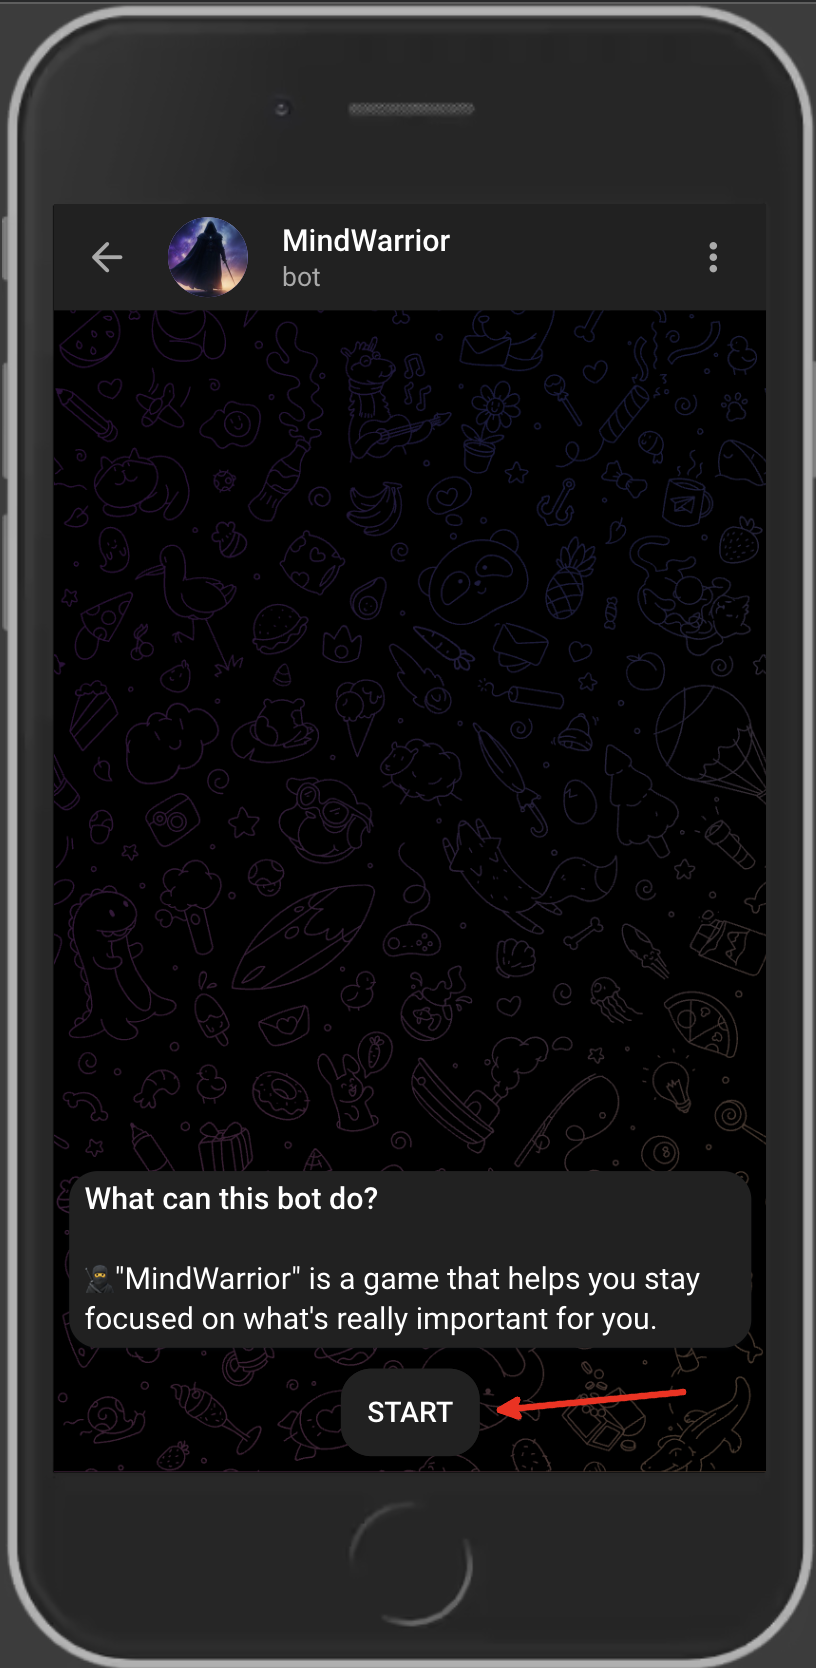 MindWarrior
bot
What can this bot do?
🥷"MindWarrior" is a game that helps you stay
focused on what's really important for you.
START